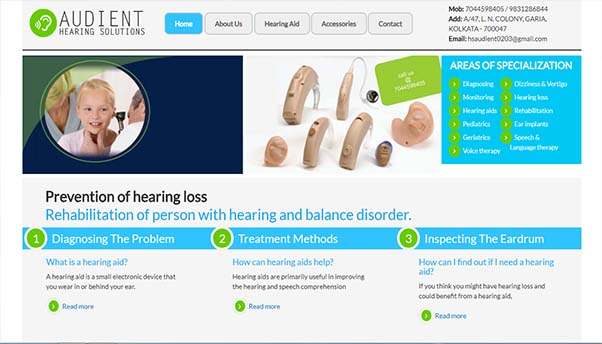 AUDIENT
HEARING SOLUTIONS
Home
About Us
Hearing Aid
Accessories
Contact
Mob: 7044598405 / 9831286844
Add: A/47, L. N. COLONY, GARIA,
KOLKATA - 700047
Email: hsaudient0203@gmail.com
call us
@
7044598405
AREAS OF SPECIALIZATION
Diagnosing
Monitoring
Hearing aids
Pediatrics
Geriatrics
Voice therapy
Dizziness & Vertigo
Hearing loss
Rehabilitation
Ear implants
Speech &
Language therapy
Prevention of hearing loss
Rehabilitation of person with hearing and balance disorder.
1 Diagnosing The Problem
What is a hearing aid?
A hearing aid is a small electronic device that
you wear in or behind your ear.
Read more
2 Treatment Methods
How can hearing aids help?
Hearing aids are primarily useful in improving
the hearing and speech comprehension
Read more
3 Inspecting The Eardrum
How can I find out if I need a hearing
aid?
If you think you might have hearing loss and
could benefit from a hearing aid,
Read more